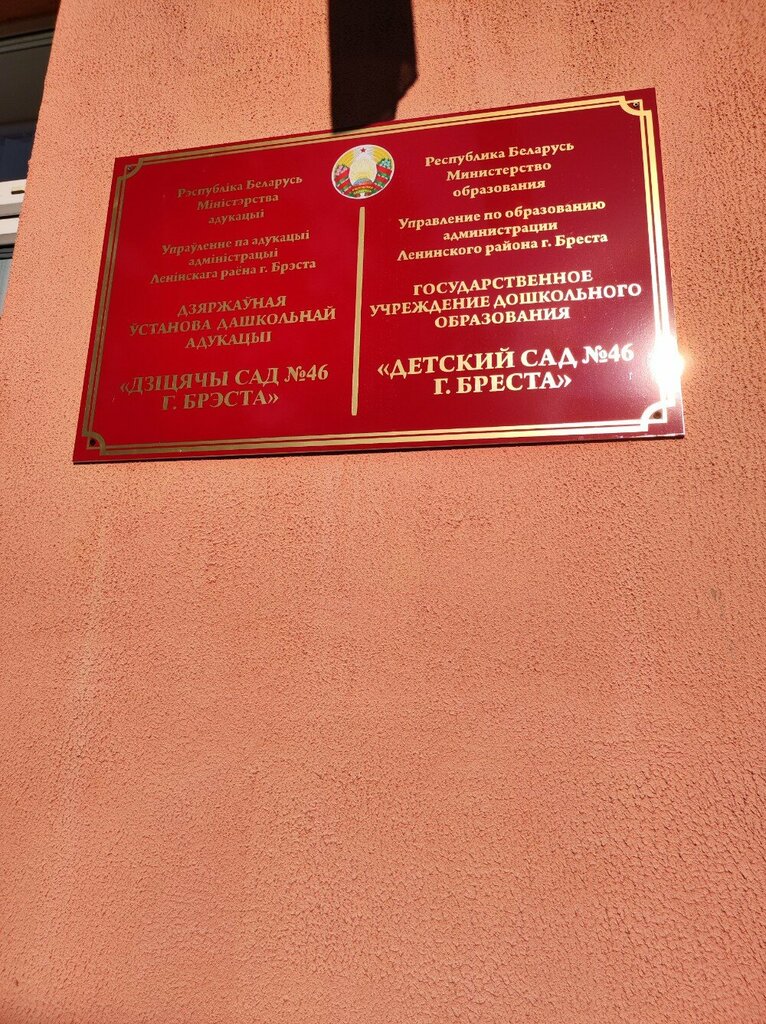 Рэспубліка Беларусь
Міністэрства
адукацыі
Упраўленне па адукацыі
адміністрацыі
Ленінскага раёна г. Брэста
ДЗЯРЖАЎНАЯ
ЎСТАНОВА ДАШКОЛЬНАЙ
АДУКАЦЫІ
«ДЗІЦЯЧЫ САД №46
Г. БРЭСТА»
Республика Беларусь
Министерство
образования
Управление по образованию
администрации
Ленинского района г. Бреста
ГОСУДАРСТВЕННОЕ
УЧРЕЖДЕНИЕ ДОШКОЛЬНОГО
ОБРАЗОВАНИЯ
«ДЕТСКИЙ САД №46
Г. БРЕСТА»